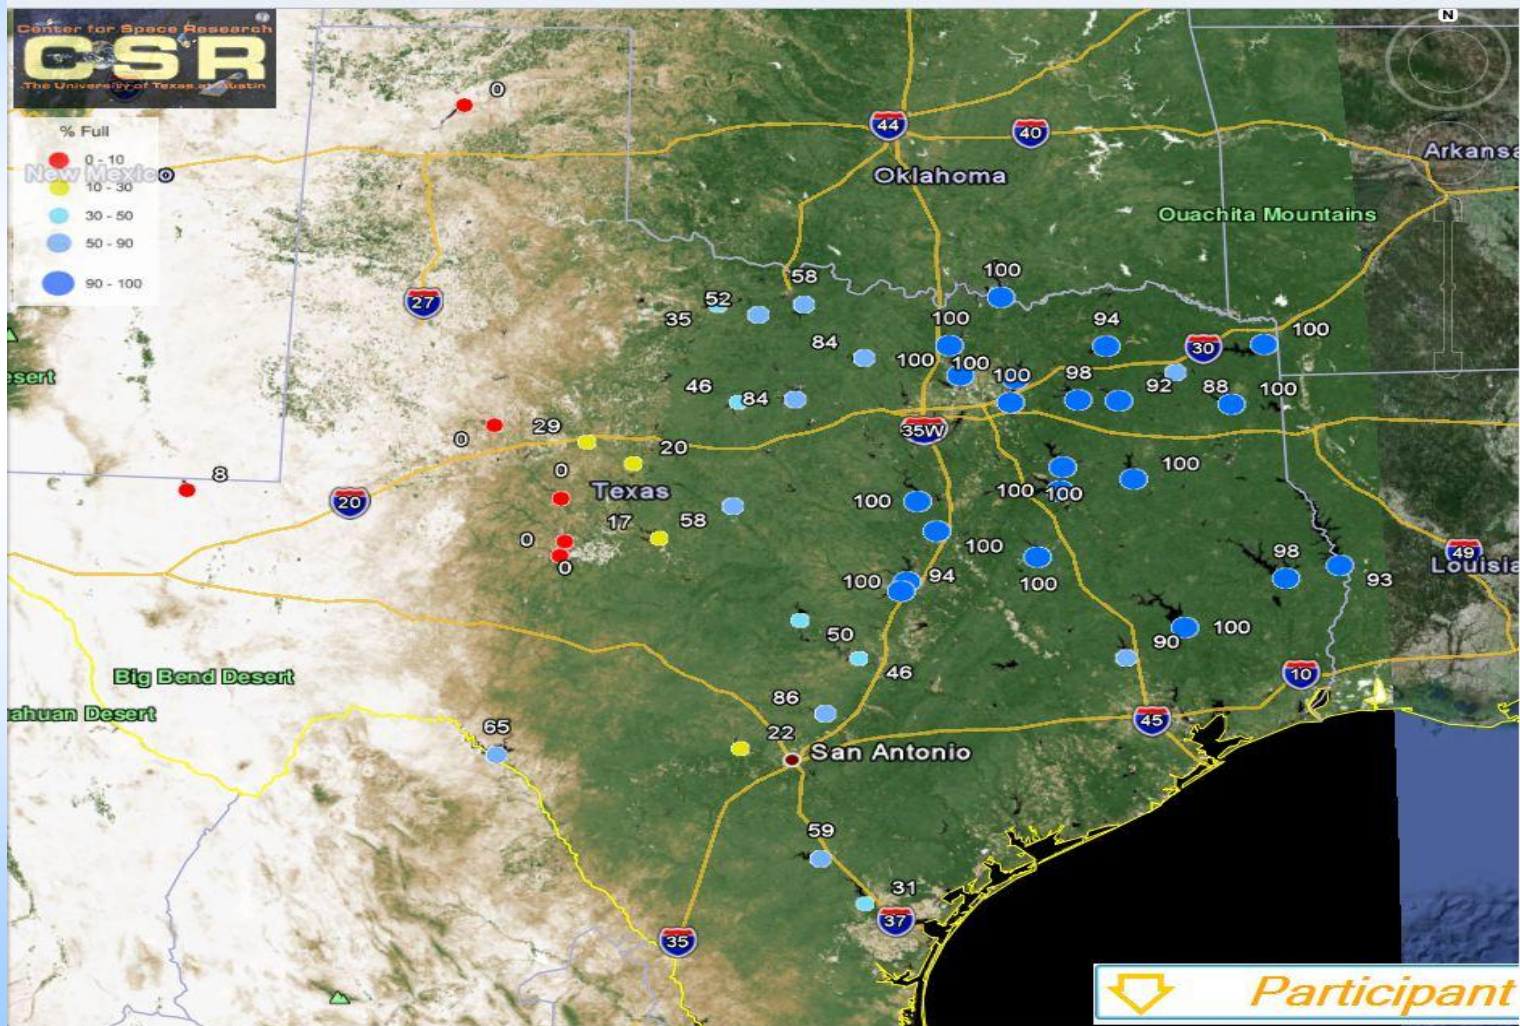 Center for Space Research
CSR
The University of Texas at Austin
% Full
0 - 10
10 - 30
30 - 50
50 - 90
90 - 100
New Mexico
0
0
N
44
40
Arkansa
Oklahoma
Ouachita Mountains
27
58
52
35
100
100
94
100
30
84
100
100
100
98
92
88
100
46
84
esert
35W
29
0
20
0
8
20
Texas
100
100
100
100
17
58
0
0
100
100
94
100
98
93
49
Louisia
50
46
90
100
10
Big Bend Desert
ahuan Desert
86
22
San Antonio
45
65
59
31
37
35
Participant